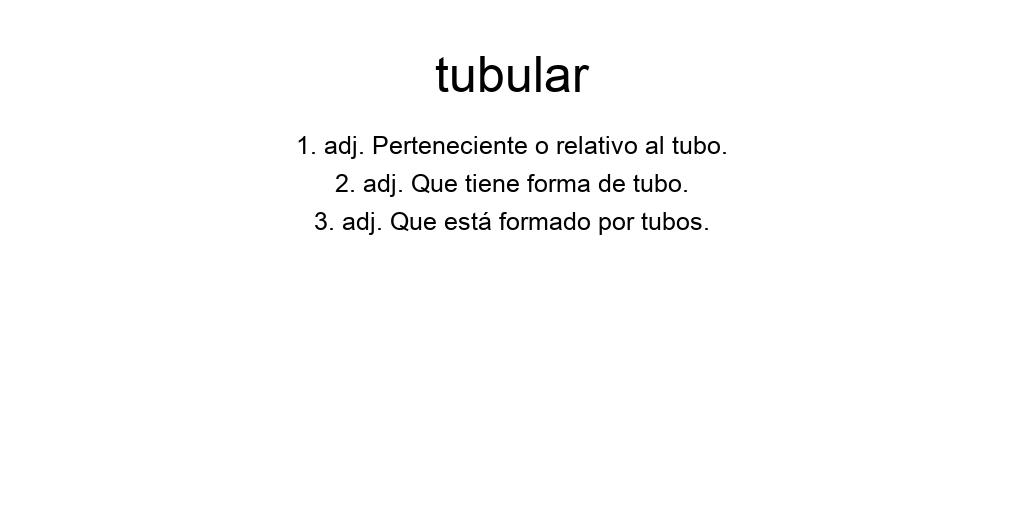 tubular
1. adj. Perteneciente o relativo al tubo.
2. adj. Que tiene forma de tubo.
3. adj. Que está formado por tubos.